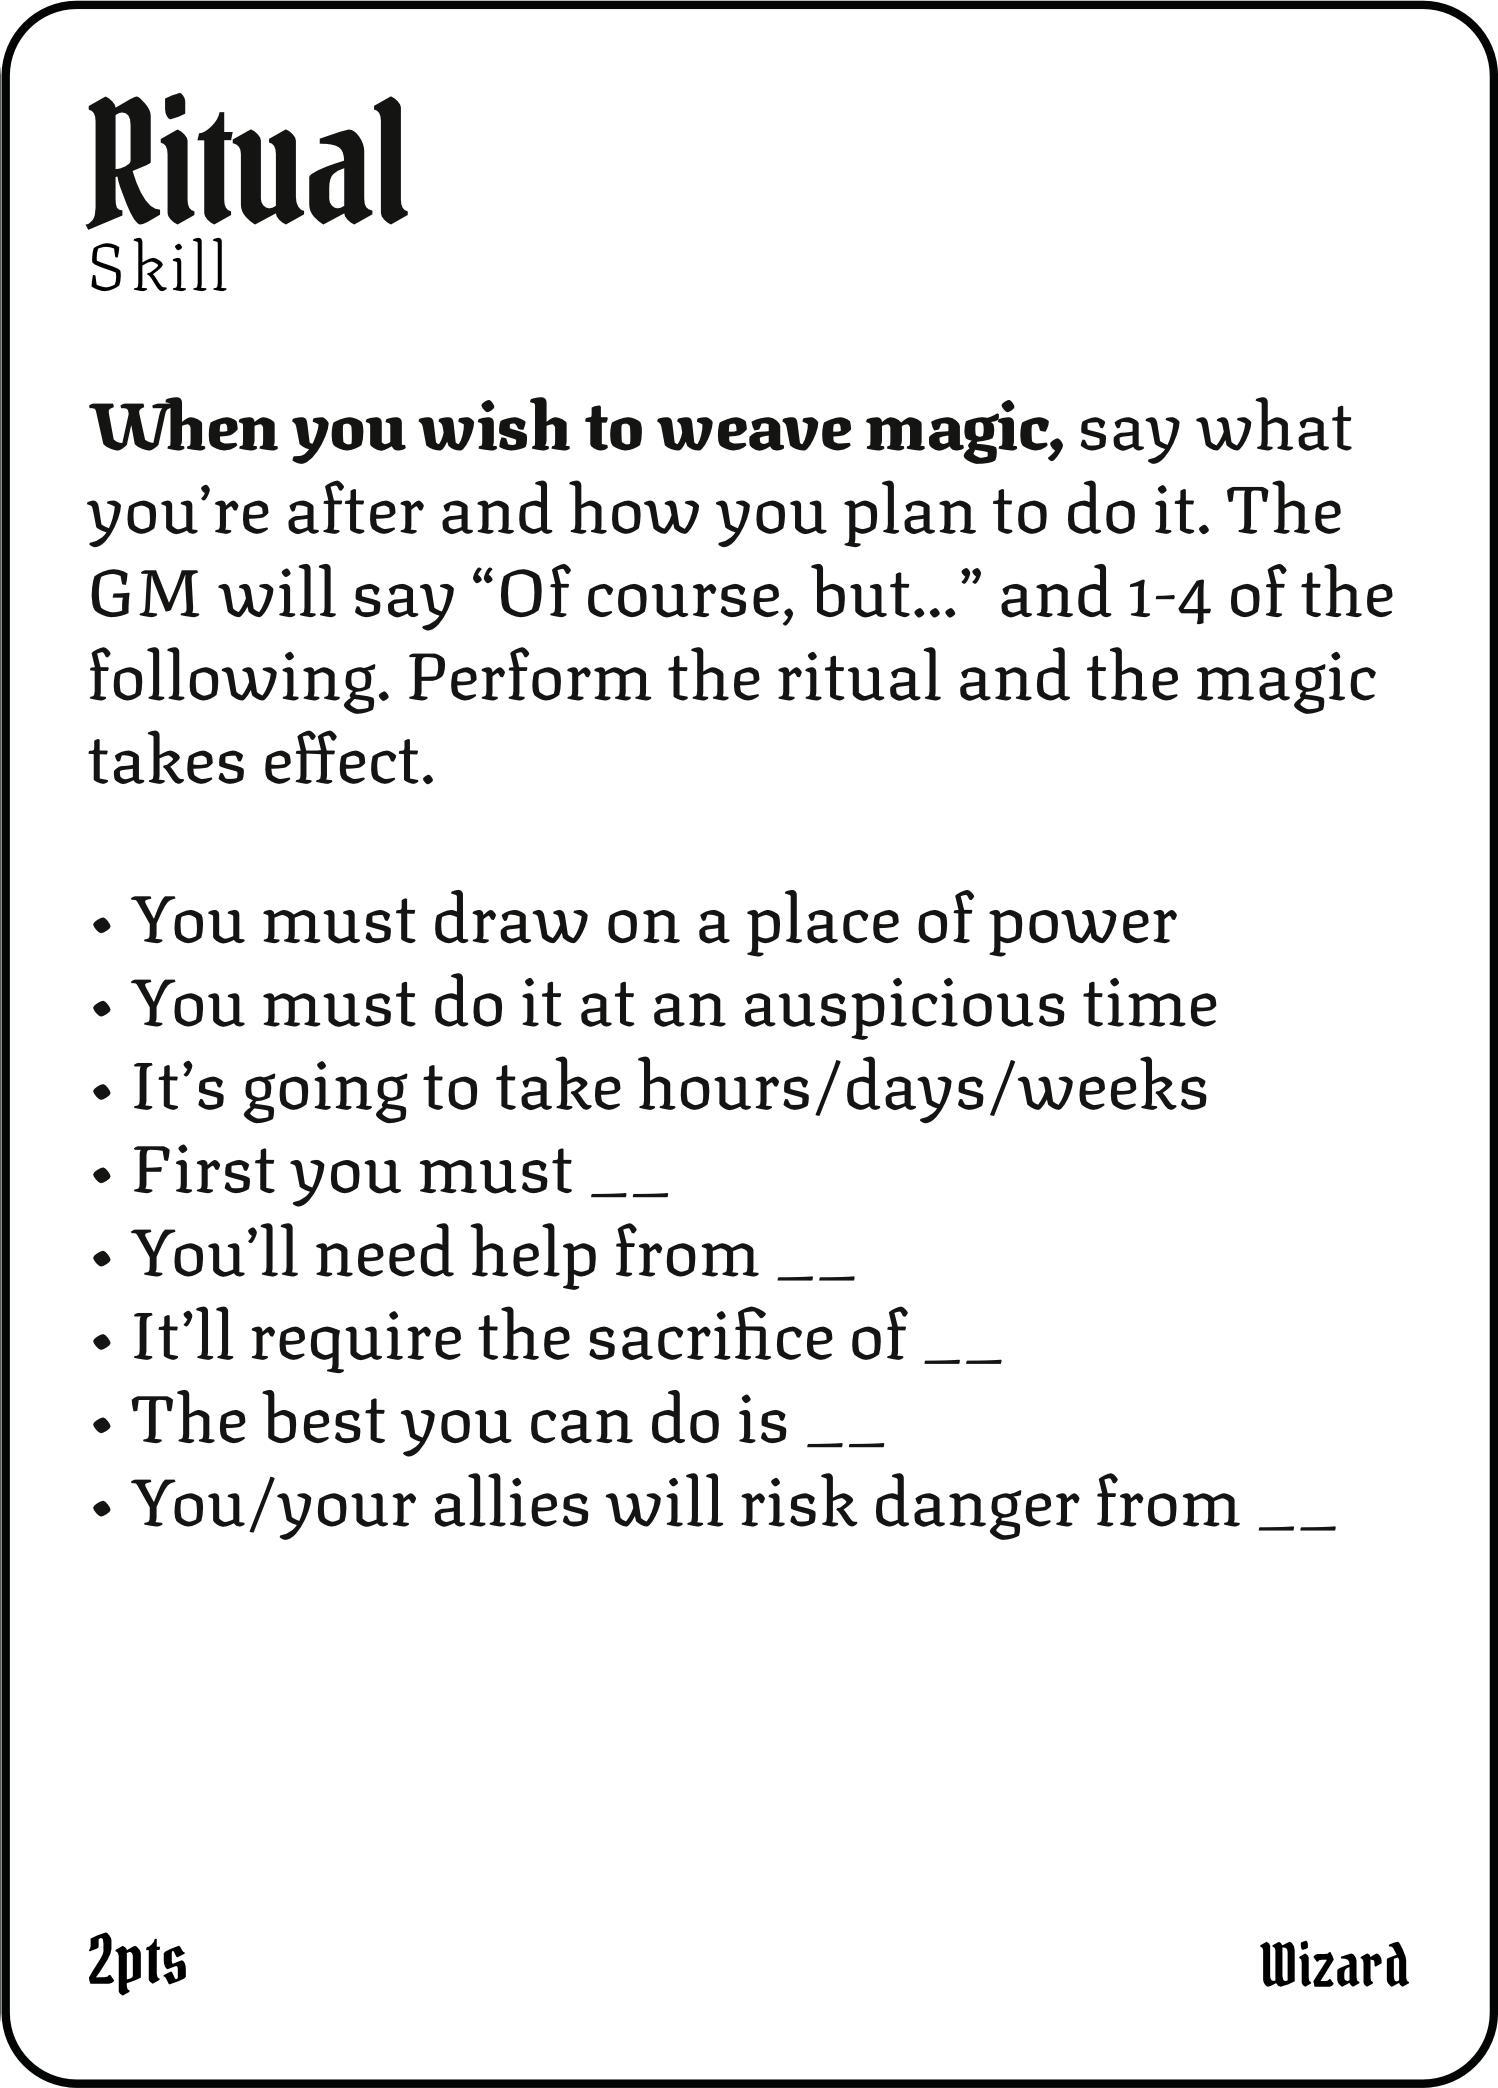 Ritual
Skill
When you wish to weave magic, say what
you’re after and how you plan to do it. The
GM will say “Of course, but...” and 1-4 of the
following. Perform the ritual and the magic
takes effect.
• You must draw on a place of power
• You must do it at an auspicious time
• It’s going to take hours/days/weeks
• First you must __
• You’ll need help from __
• It’ll require the sacrifice of __
• The best you can do is __
• You/your allies will risk danger from __
2pts
Wizard